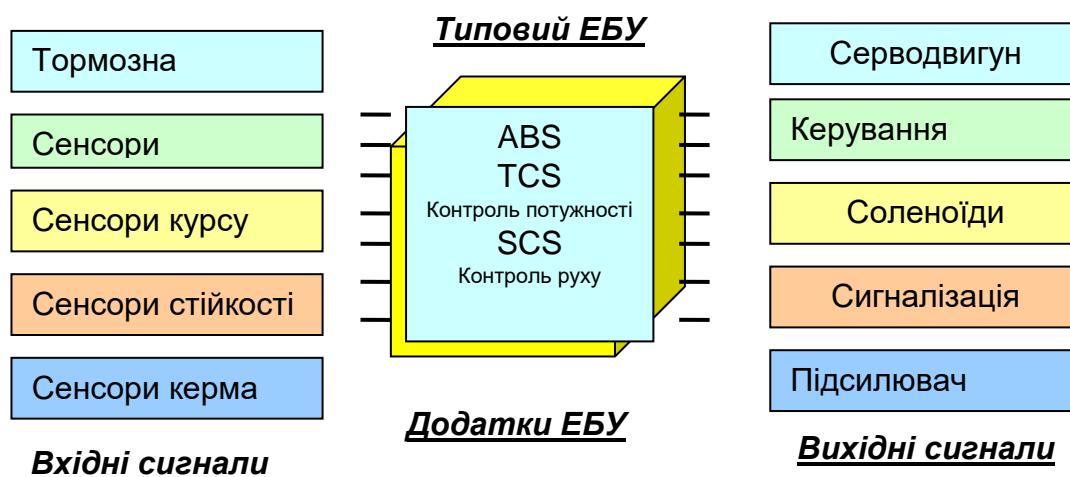 Типовий ЕБУ
Тормозна
Сенсори
Сенсори курсу
Сенсори стійкості
Сенсори керма
Вхідні сигнали
ABS
TCS
Контроль потужності
SCS
Контроль руху
Додатки ЕБУ
Серводвигун
Керування
Соленоїди
Сигналізація
Підсилювач
Вихідні сигнали